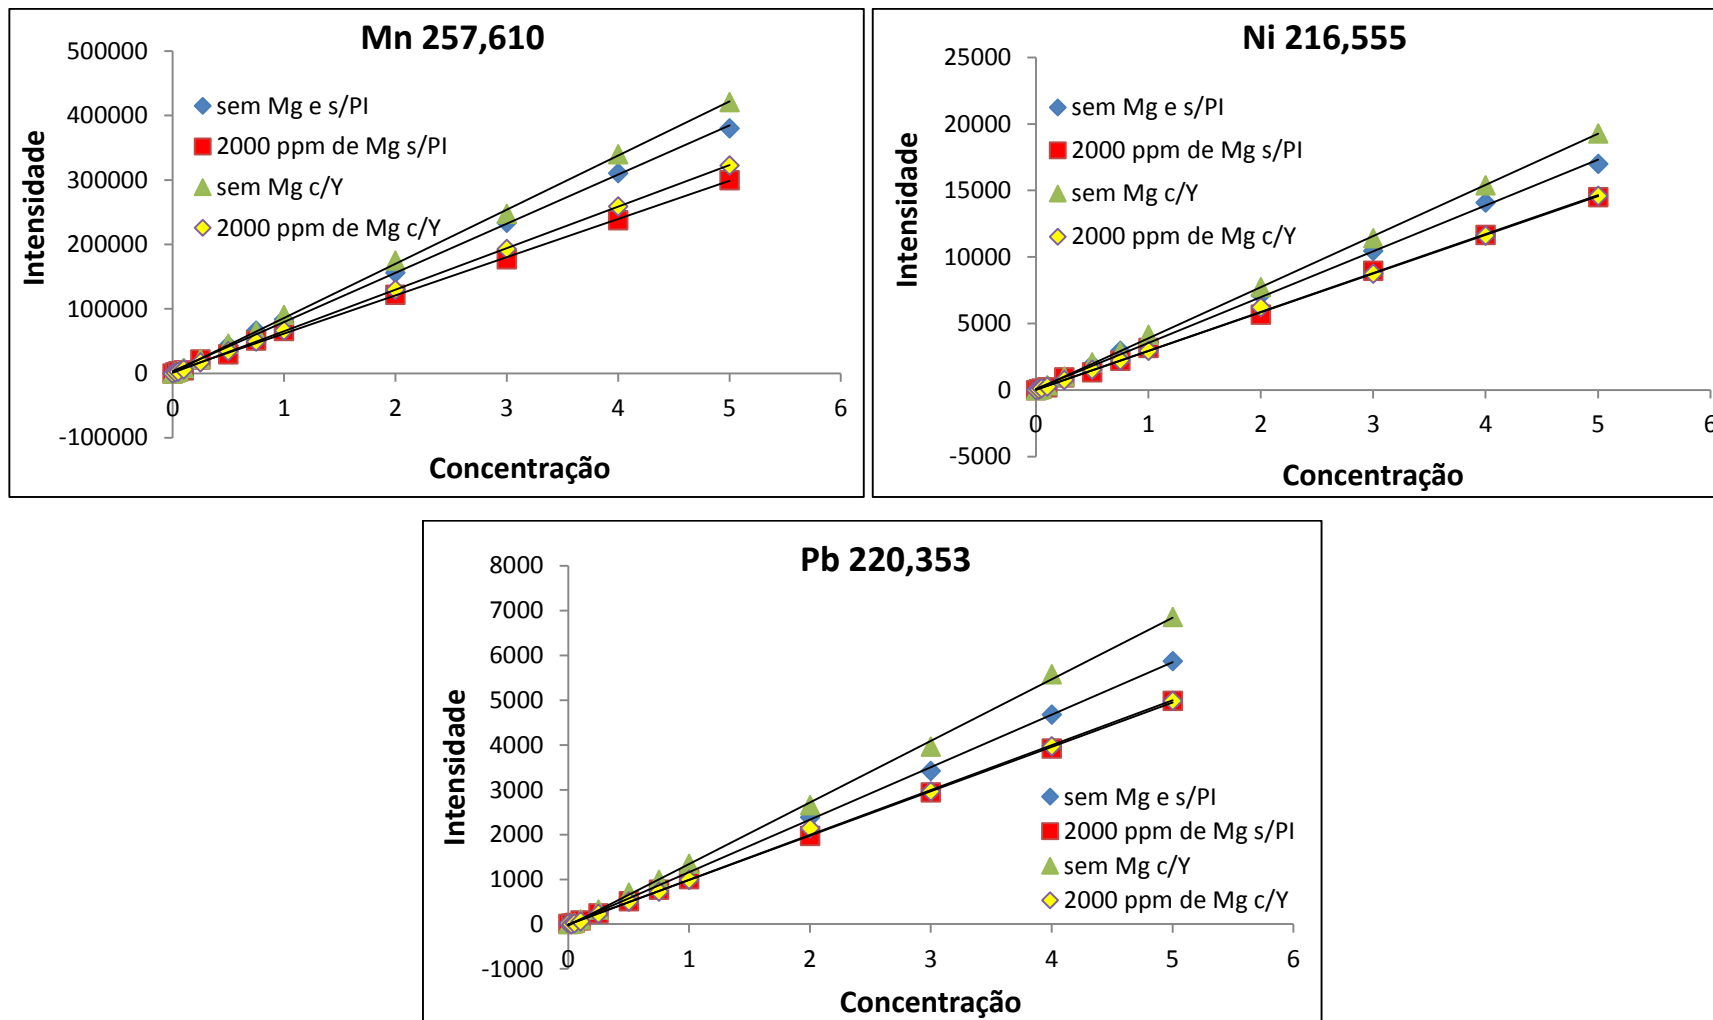 Mn 257,610
500000
400000
300000
200000
100000
0
-100000
Intensidade
sem Mg e s/PI
2000 ppm de Mg s/PI
sem Mg c/Y
2000 ppm de Mg c/Y
0 1 2 3 4 5 6
Concentração
Ni 216,555
25000
20000
15000
10000
5000
0
-5000
Intensidade
sem Mg e s/PI
2000 ppm de Mg s/PI
sem Mg c/Y
2000 ppm de Mg c/Y
0 1 2 3 4 5 6
Concentração
Pb 220,353
8000
7000
6000
5000
4000
3000
2000
1000
0
-1000
Intensidade
sem Mg e s/PI
2000 ppm de Mg s/PI
sem Mg c/Y
2000 ppm de Mg c/Y
0 1 2 3 4 5 6
Concentração